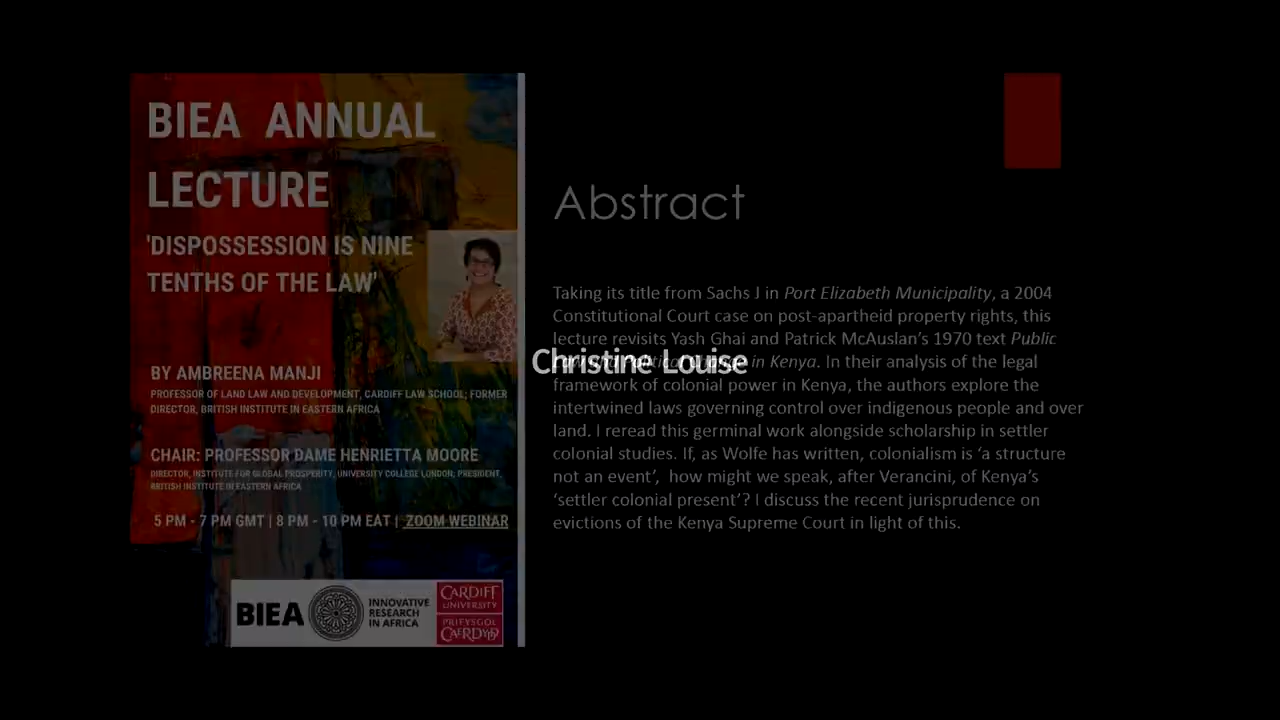 BIEA ANNUAL
LECTURE
'DISPOSSESSION IS NINE
TENTHS OF THE LAW'
BY AMBREENA MANJI
PROFESSOR OF LAND LAW AND DEVELOPMENT, CARDIFF LAW SCHOOL; FORMER
DIRECTOR, BRITISH INSTITUTE IN EASTERN AFRICA
CHAIR: PROFESSOR DAME HENRIETTA MOORE
DIRECTOR, INSTITUTE FOR GLOBAL PROSPERITY, UNIVERSITY COLLEGE LONDON; PRESIDENT,
BRITISH INSTITUTE IN EASTERN AFRICA
5 PM - 7 PM GMT | 8 PM - 10 PM EAT | ZOOM WEBINAR
BIEA
INNOVATIVE
RESEARCH
IN AFRICA
CARDIFF
UNIVERSITY
PRIFYSGOL
CAERDYDD
Abstract
Taking its title from Sachs J in Port Elizabeth Municipality, a 2004
Constitutional Court case on post-apartheid property rights, this
lecture revisits Yash Ghai and Patrick McAuslan's 1970 text Public
in Kenya. In their analysis of the legal
Christine Louise
framework of colonial power in Kenya, the authors explore the
intertwined laws governing control over indigenous people and over
land. I reread this germinal work alongside scholarship in settler
colonial studies. If, as Wolfe has written, colonialism is 'a structure
not an event', how might we speak, after Verancini, of Kenya's
'settler colonial present'? I discuss the recent jurisprudence on
evictions of the Kenya Supreme Court in light of this.